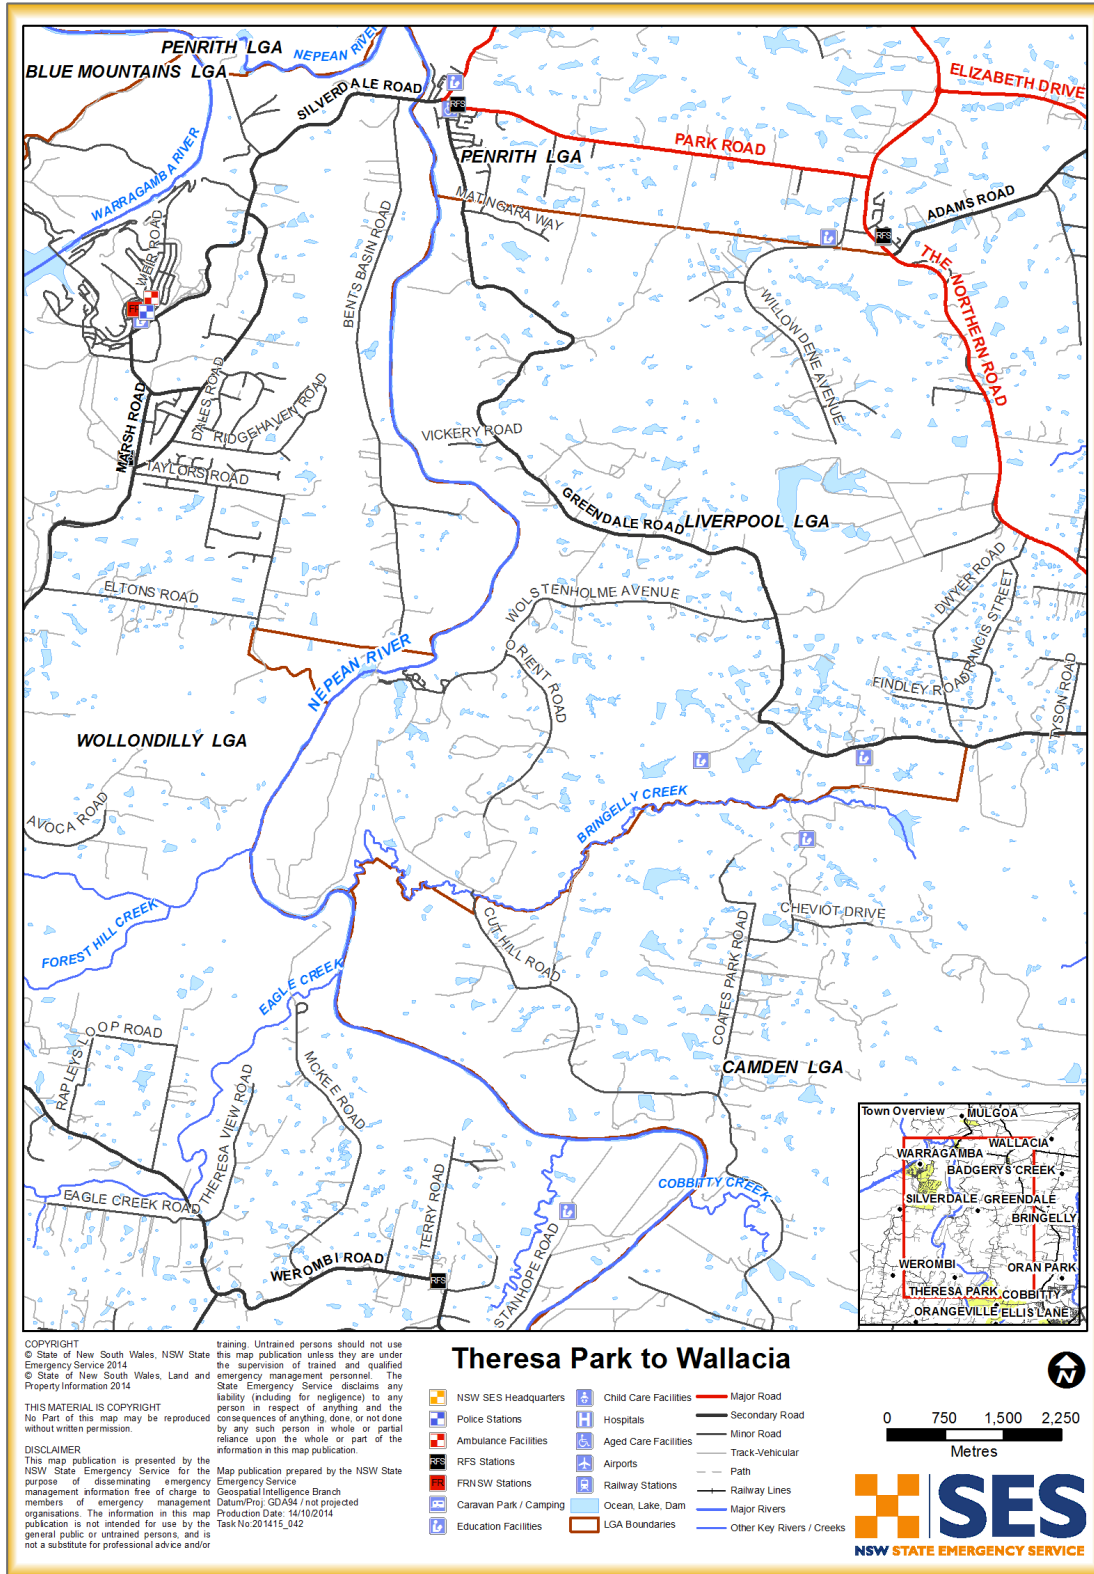 PENRITH LGA
NEPEAN RIVER
BLUE MOUNTAINS LGA
SILVERDALE ROAD
ELIZABETH DRIVE
RFS
PARK ROAD
PENRITH LGA
WARRAGAMBA RIVER
MATINGARA WAY
ADAMS ROAD
WEIR ROAD
BENTS BASIN ROAD
RFS
THE NORTHERN ROAD
WILLOWDENE AVENUE
FR
DALES ROAD
RIDGEHAVEN ROAD
MARSH ROAD
VICKERY ROAD
TAYLORS ROAD
GREENDALE ROAD
LIVERPOOL LGA
DWYER ROAD
ELTONS ROAD
WOLSTENHOLME AVENUE
FRANCIS STREET
NEPEAN RIVER
ORIENT ROAD
FINDLEY ROAD
TYSON ROAD
WOLLONDILLY LGA
AVOCA ROAD
BRINGELLY CREEK
FOREST HILL CREEK
CUT HILL ROAD
CHEVIOT DRIVE
EAGLE CREEK
COATES PARK ROAD
RAPLEYS LOOP ROAD
MCKEE ROAD
CAMDEN LGA
THERESA VIEW ROAD
EAGLE CREEK ROAD
TERRY ROAD
COBBITTY CREEK
STANHOPE ROAD
WEROMBI ROAD
RFS
Town Overview
MULGOA
WALLACIA
WARRAGAMBA
BADGERYS CREEK
SILVERDALE
GREENDALE
BRINGELLY
WEROMBI
ORAN PARK
THERESA PARK
COBBITTY
ORANGEVILLE
ELLIS LANE
COPYRIGHT
© State of New South Wales, NSW State
Emergency Service 2014
© State of New South Wales, Land and
Property Information 2014
THIS MATERIAL IS COPYRIGHT
No Part of this map may be reproduced
without written permission.
DISCLAIMER
This map publication is presented by the
NSW State Emergency Service for the
purpose of disseminating emergency
management information free of charge to
members of emergency management
organisations. The information in this map
publication is not intended for use by the
general public or untrained persons, and is
not a substitute for professional advice and/or
training. Untrained persons should not use
this map publication unless they are under
the supervision of trained and qualified
emergency management personnel. The
State Emergency Service disclaims any
liability (including for negligence) to any
person in respect of anything and the
consequences of anything, done, or not done
by any such person in whole or partial
reliance upon the whole or part of the
information in this map publication.
Map publication prepared by the NSW State
Emergency Service
Geospatial Intelligence Branch
Datum/Proj: GDA94 / not projected
Production Date: 14/10/2014
Task No:201415_042
Theresa Park to Wallacia
NSW SES Headquarters
Police Stations
Ambulance Facilities
RFS RFS Stations
FR FRNSW Stations
Caravan Park / Camping
Education Facilities
Child Care Facilities
H Hospitals
Aged Care Facilities
Airports
Railway Stations
Ocean, Lake, Dam
LGA Boundaries
Major Road
Secondary Road
Minor Road
Track-Vehicular
Path
Railway Lines
Major Rivers
Other Key Rivers / Creeks
N
0 750 1,500 2,250
Metres
SES
NSW STATE EMERGENCY SERVICE